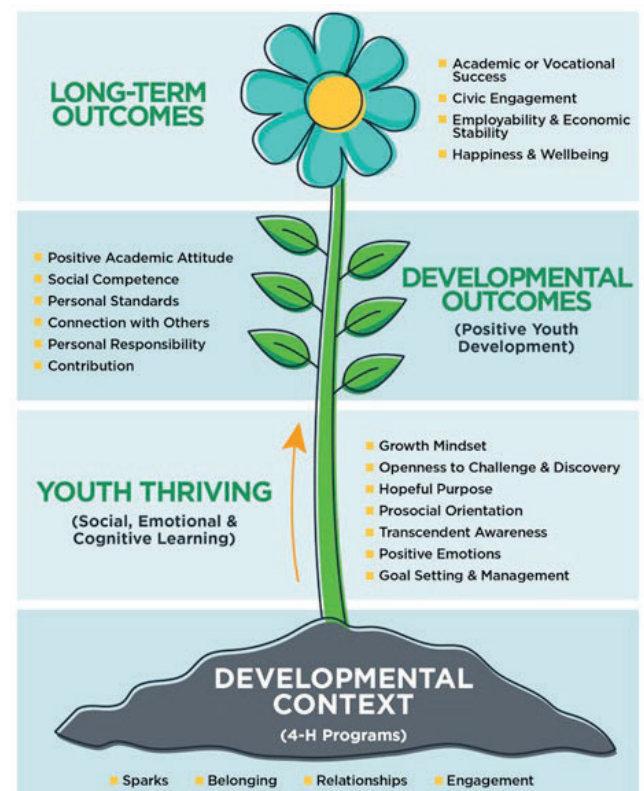 LONG-TERM
OUTCOMES
Academic or Vocational
Success
Civic Engagement
Employability & Economic
Stability
Happiness & Wellbeing
Positive Academic Attitude
Social Competence
Personal Standards
Connection with Others
Personal Responsibility
Contribution
DEVELOPMENTAL
OUTCOMES
(Positive Youth
Development)
YOUTH THRIVING
(Social, Emotional &
Cognitive Learning)
Growth Mindset
Openness to Challenge & Discovery
Hopeful Purpose
Prosocial Orientation
Transcendent Awareness
Positive Emotions
Goal Setting & Management
DEVELOPMENTAL
CONTEXT
(4-H Programs)
Sparks Belonging Relationships Engagement